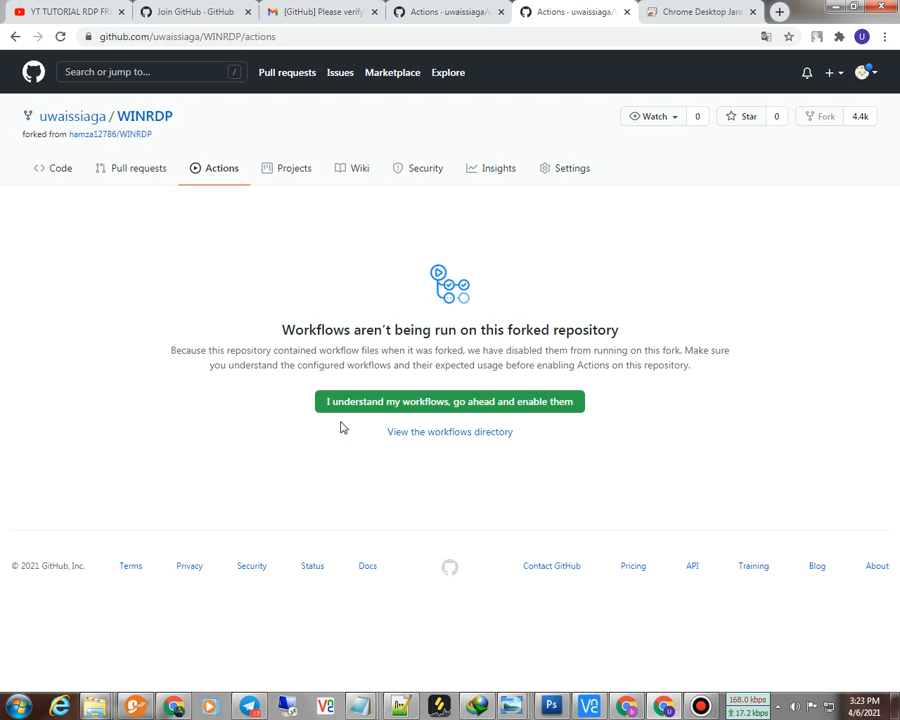 YT TUTORIAL RDP FR
Join GitHub · GitHub
[GitHub] Please verify
Actions · uwaissiaga/
Actions · uwaissiaga/
Chrome Desktop Jara
github.com/uwaissiaga/WINRDP/actions
U
Search or jump to...
/
Pull requests
Issues
Marketplace
Explore
uwaissiaga / WINRDP
forked from hamza12786/WINRDP
Watch
0
Star
0
Fork
4.4k
Code
Pull requests
Actions
Projects
Wiki
Security
Insights
Settings
Workflows aren't being run on this forked repository
Because this repository contained workflow files when it was forked, we have disabled them from running on this fork. Make sure
you understand the configured workflows and their expected usage before enabling Actions on this repository.
I understand my workflows, go ahead and enable them
View the workflows directory
© 2021 GitHub, Inc.
Terms
Privacy
Security
Status
Docs
Contact GitHub
Pricing
API
Training
Blog
About
Ps
168.0 kbps
17.2 kbps
3:23 PM
4/6/2021